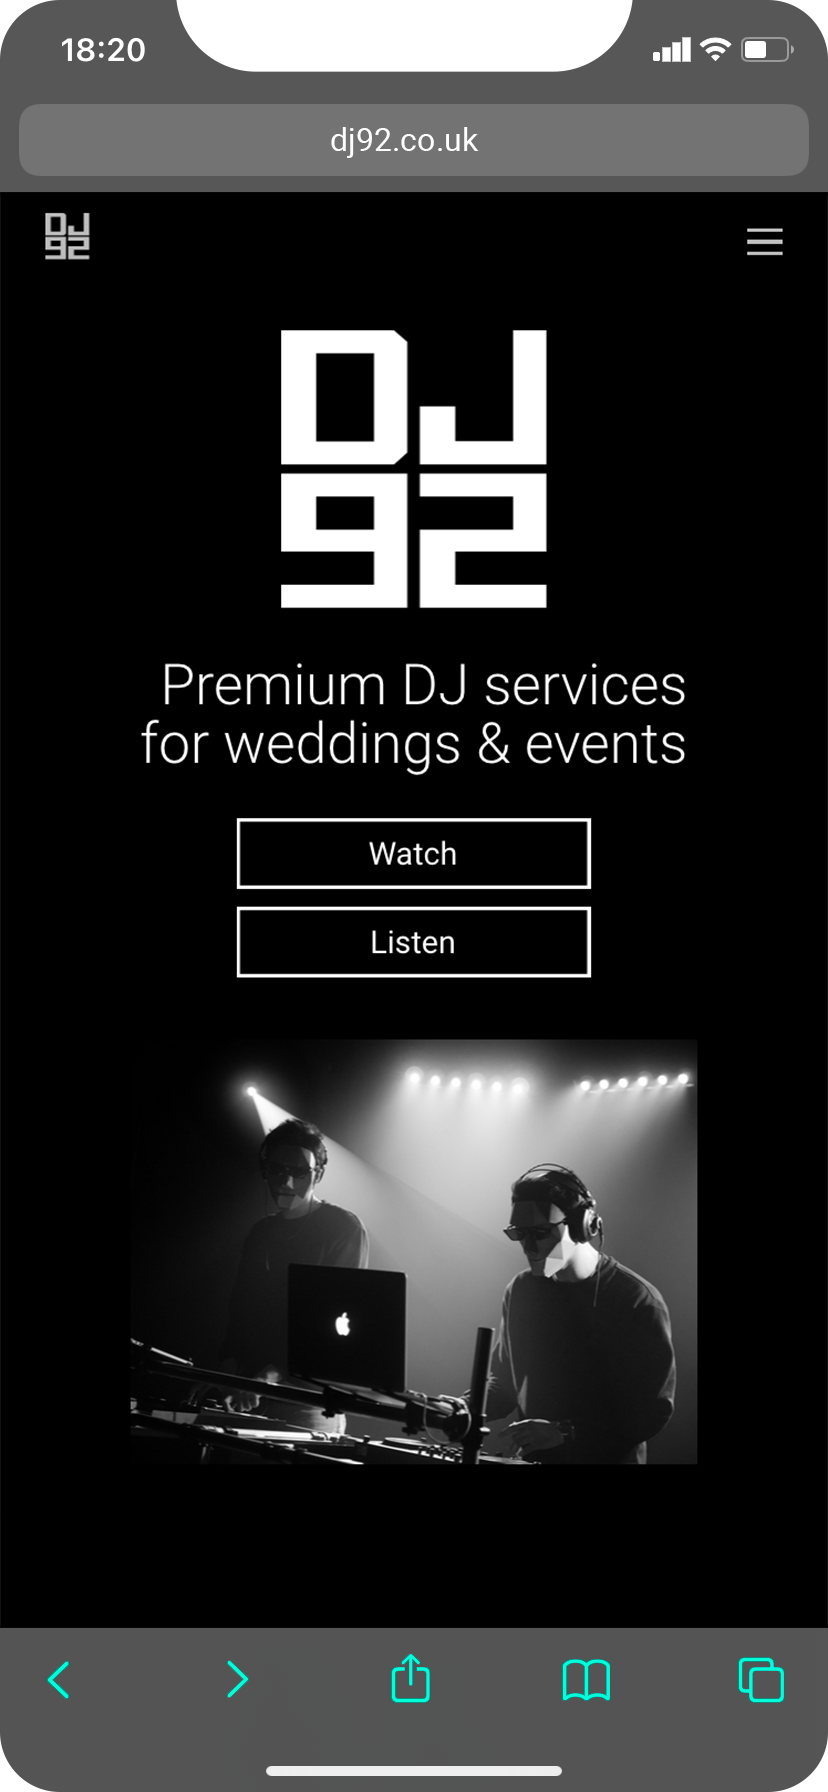 18:20
dj92.co.uk
DJ
92
DJ
92
Premium DJ services
for weddings & events
Watch
Listen